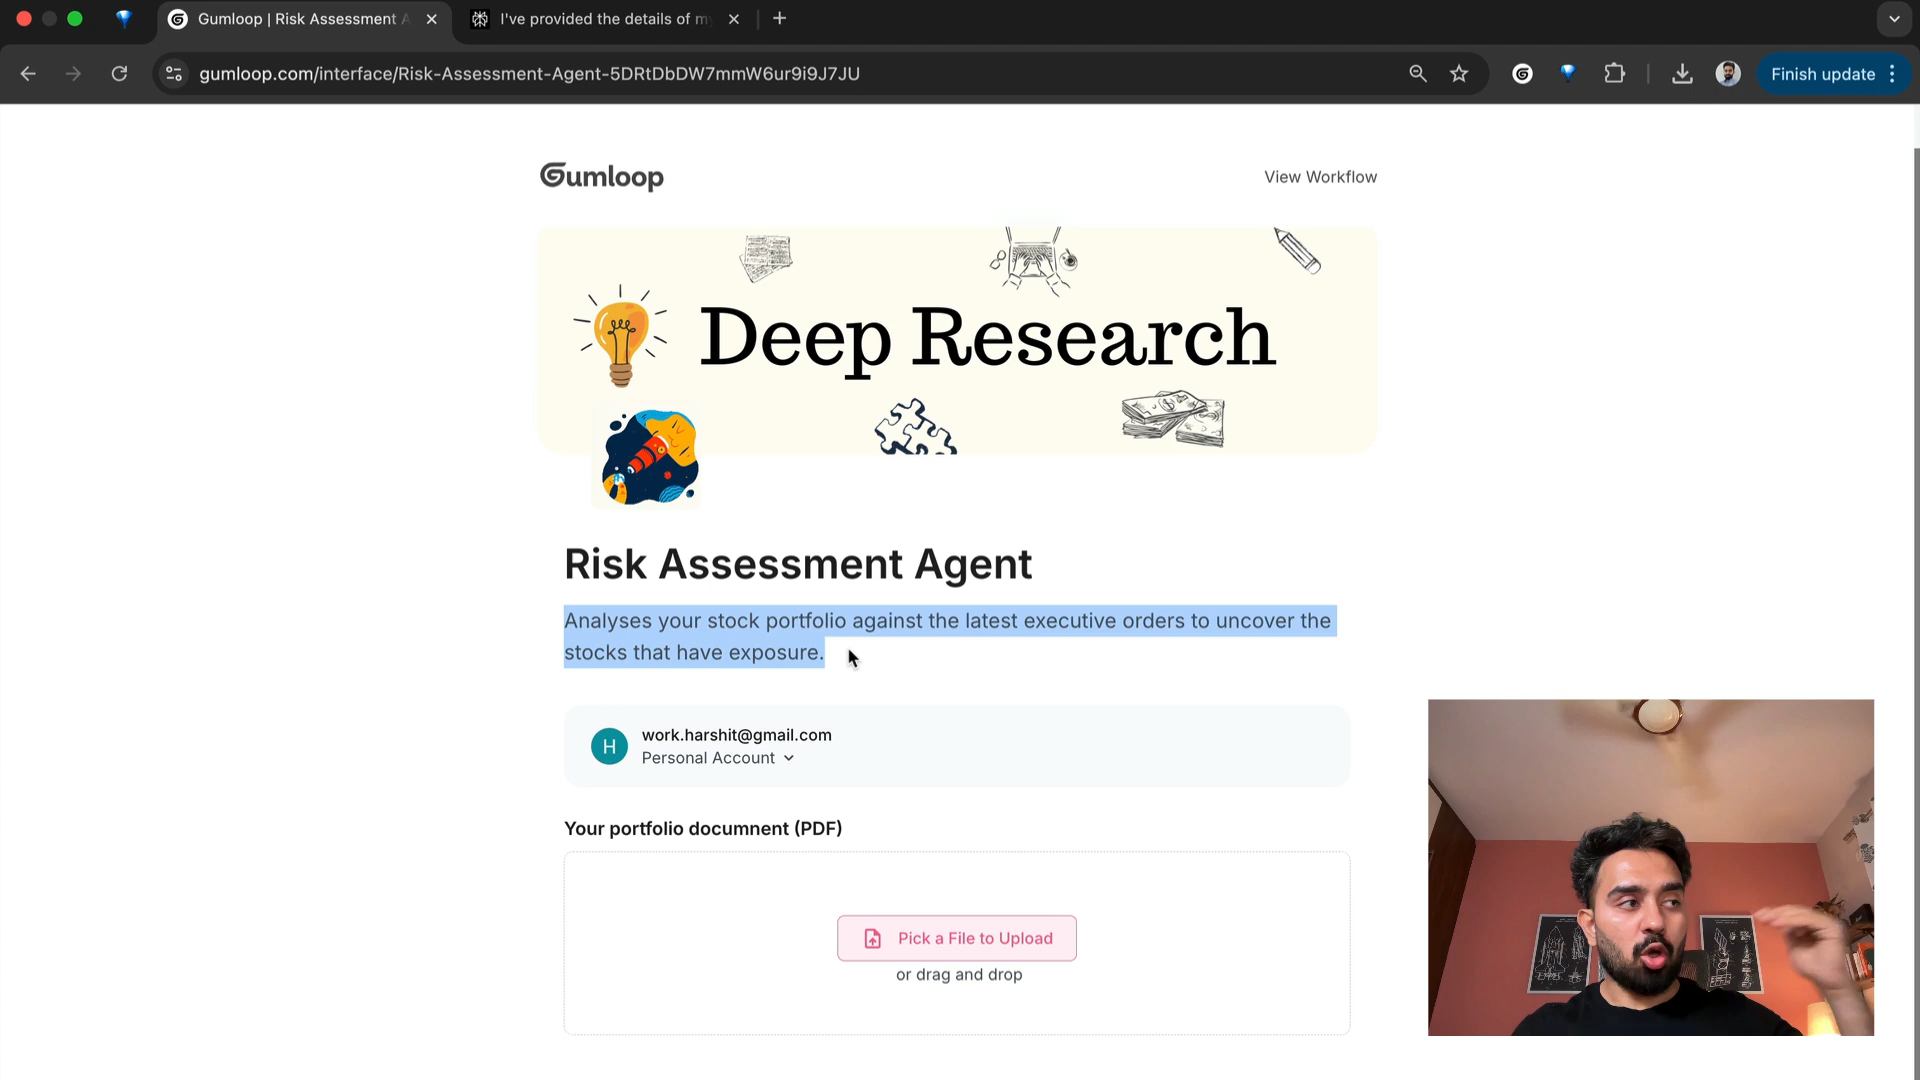 Gumloop | Risk Assessment A
I've provided the details of m
gumloop.com/interface/Risk-Assessment-Agent-5DRtDbDW7mmW6ur9i9J7JU
Finish update
Gumloop
View Workflow
Deep Research
Risk Assessment Agent
Analyses your stock portfolio against the latest executive orders to uncover the
stocks that have exposure.
H
work.harshit@gmail.com
Personal Account
Your portfolio documnent (PDF)
Pick a File to Upload
or drag and drop